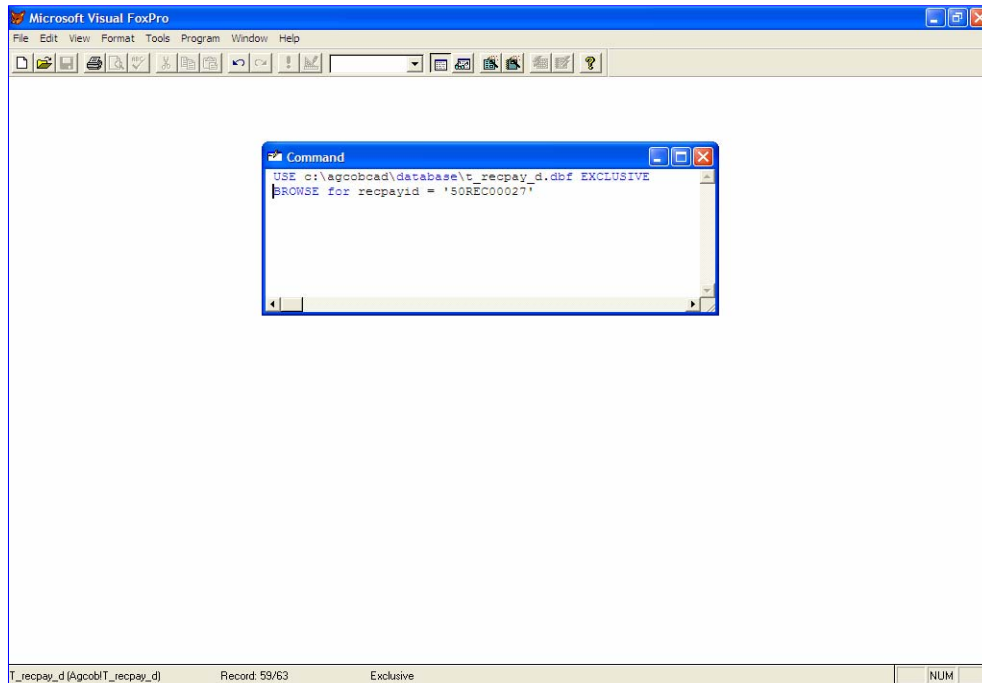 Microsoft Visual FoxPro
File Edit View Format Tools Program Window Help
Command
USE c:\agcobcad\database\t_recpay_d.dbf EXCLUSIVE
BROWSE for recpayid = '50REC00027'
T_recpay_d (Agcob!T_recpay_d) Record: 59/63 Exclusive NUM